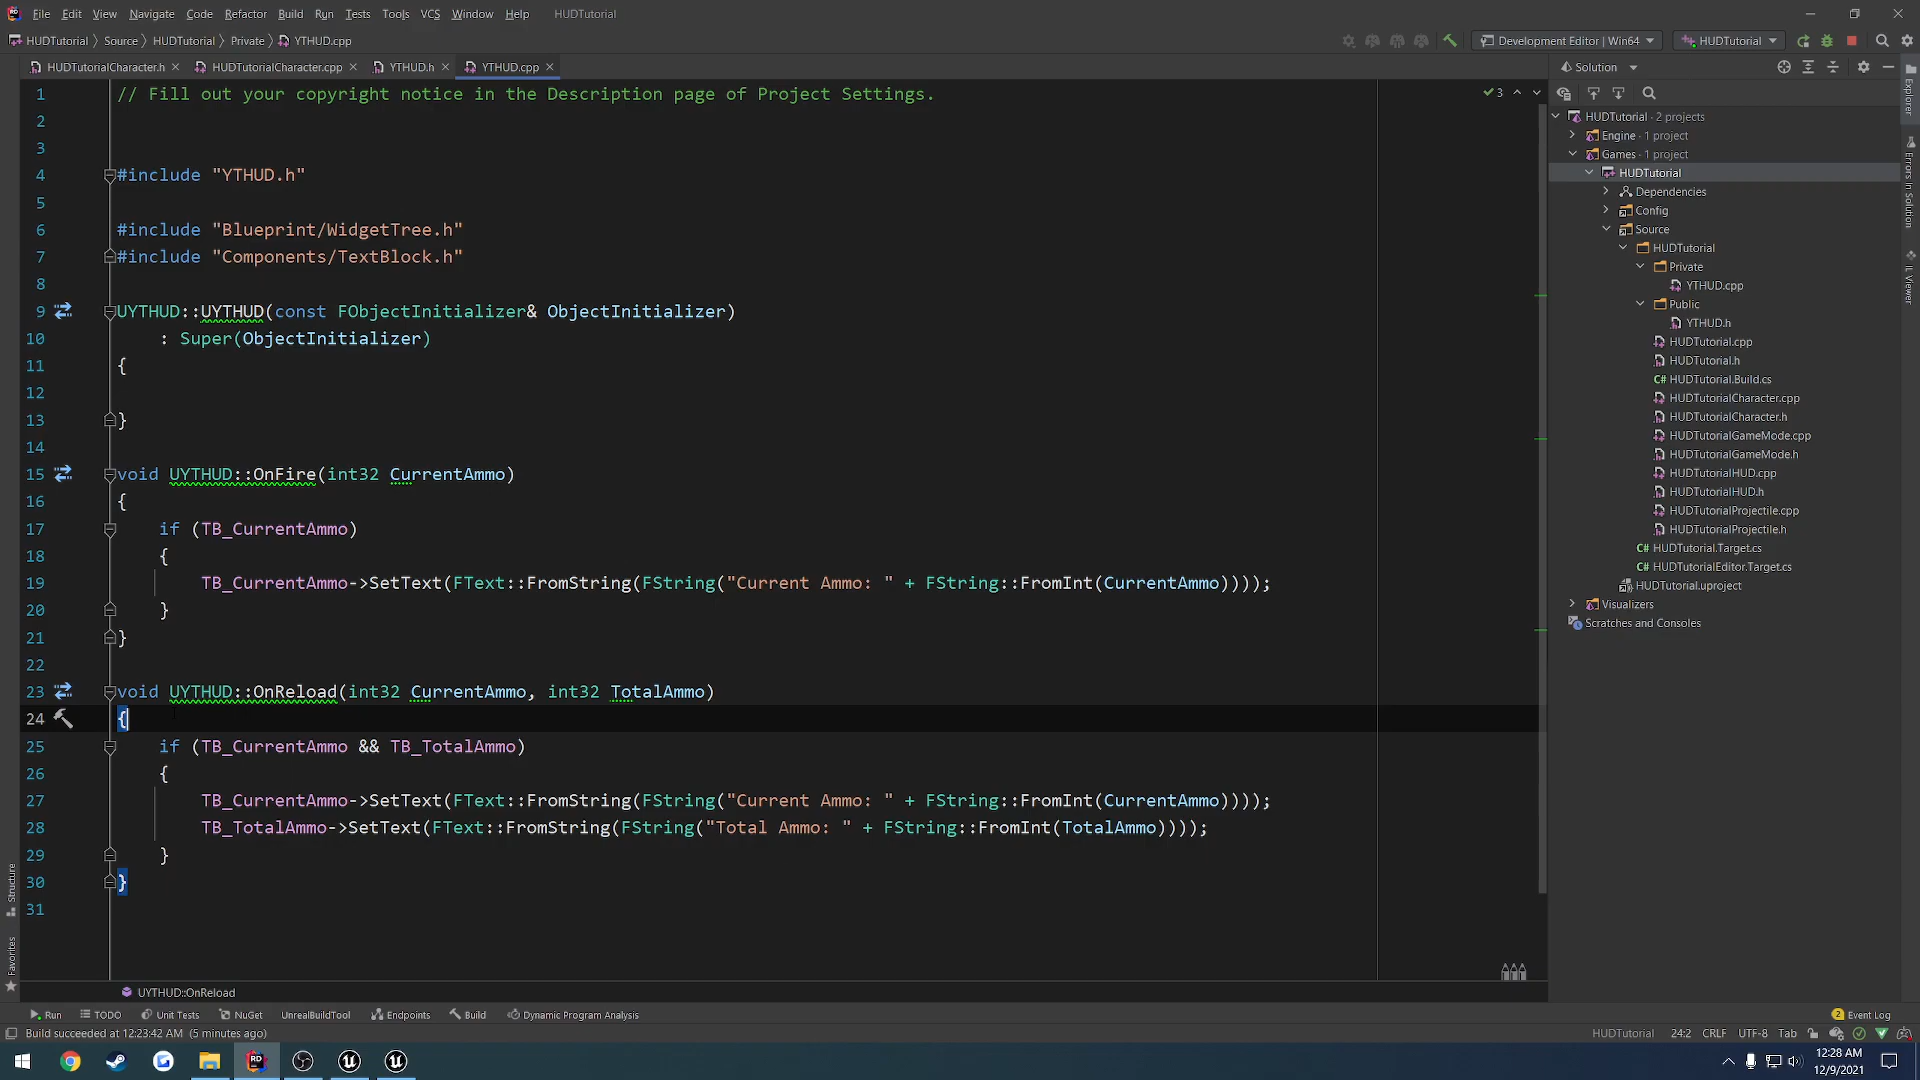 File Edit View Navigate Code Refactor Build Run Tests Tools VCS Window Help HUDTutorial
HUDTutorial Source HUDTutorial Private YTHUD.cpp
Development Editor | Win64 HUDTutorial
HUDTutorialCharacter.h HUDTutorialCharacter.cpp YTHUD.h YTHUD.cpp
Solution
3
1 // Fill out your copyright notice in the Description page of Project Settings.
2
3
4 #include "YTHUD.h"
5
6 #include "Blueprint/WidgetTree.h"
7 #include "Components/TextBlock.h"
8
9 UYTHUD::UYTHUD(const FObjectInitializer& ObjectInitializer)
10 : Super(ObjectInitializer)
11 {
12
13 }
14
15 void UYTHUD::OnFire(int32 CurrentAmmo)
16 {
17 if (TB_CurrentAmmo)
18 {
19 TB_CurrentAmmo->SetText(FText::FromString(FString("Current Ammo: " + FString::FromInt(CurrentAmmo))));
20 }
21 }
22
23 void UYTHUD::OnReload(int32 CurrentAmmo, int32 TotalAmmo)
24 {
25 if (TB_CurrentAmmo && TB_TotalAmmo)
26 {
27 TB_CurrentAmmo->SetText(FText::FromString(FString("Current Ammo: " + FString::FromInt(CurrentAmmo))));
28 TB_TotalAmmo->SetText(FText::FromString(FString("Total Ammo: " + FString::FromInt(TotalAmmo))));
29 }
30 }
31
HUDTutorial · 2 projects
Engine · 1 project
Games · 1 project
HUDTutorial
Dependencies
Config
Source
HUDTutorial
Private
YTHUD.cpp
Public
YTHUD.h
HUDTutorial.cpp
HUDTutorial.h
C# HUDTutorial.Build.cs
HUDTutorialCharacter.cpp
HUDTutorialCharacter.h
HUDTutorialGameMode.cpp
HUDTutorialGameMode.h
HUDTutorialHUD.cpp
HUDTutorialHUD.h
HUDTutorialProjectile.cpp
HUDTutorialProjectile.h
C# HUDTutorial.Target.cs
C# HUDTutorialEditor.Target.cs
HUDTutorial.uproject
Visualizers
Scratches and Consoles
Explorer
Errors In Solution
IL Viewer
Structure
Favorites
UYTHUD::OnReload
Run TODO Unit Tests NuGet UnrealBuildTool Endpoints Build Dynamic Program Analysis
2 Event Log
Build succeeded at 12:23:42 AM (5 minutes ago)
HUDTutorial 24:2 CRLF UTF-8 Tab
12:28 AM
12/9/2021